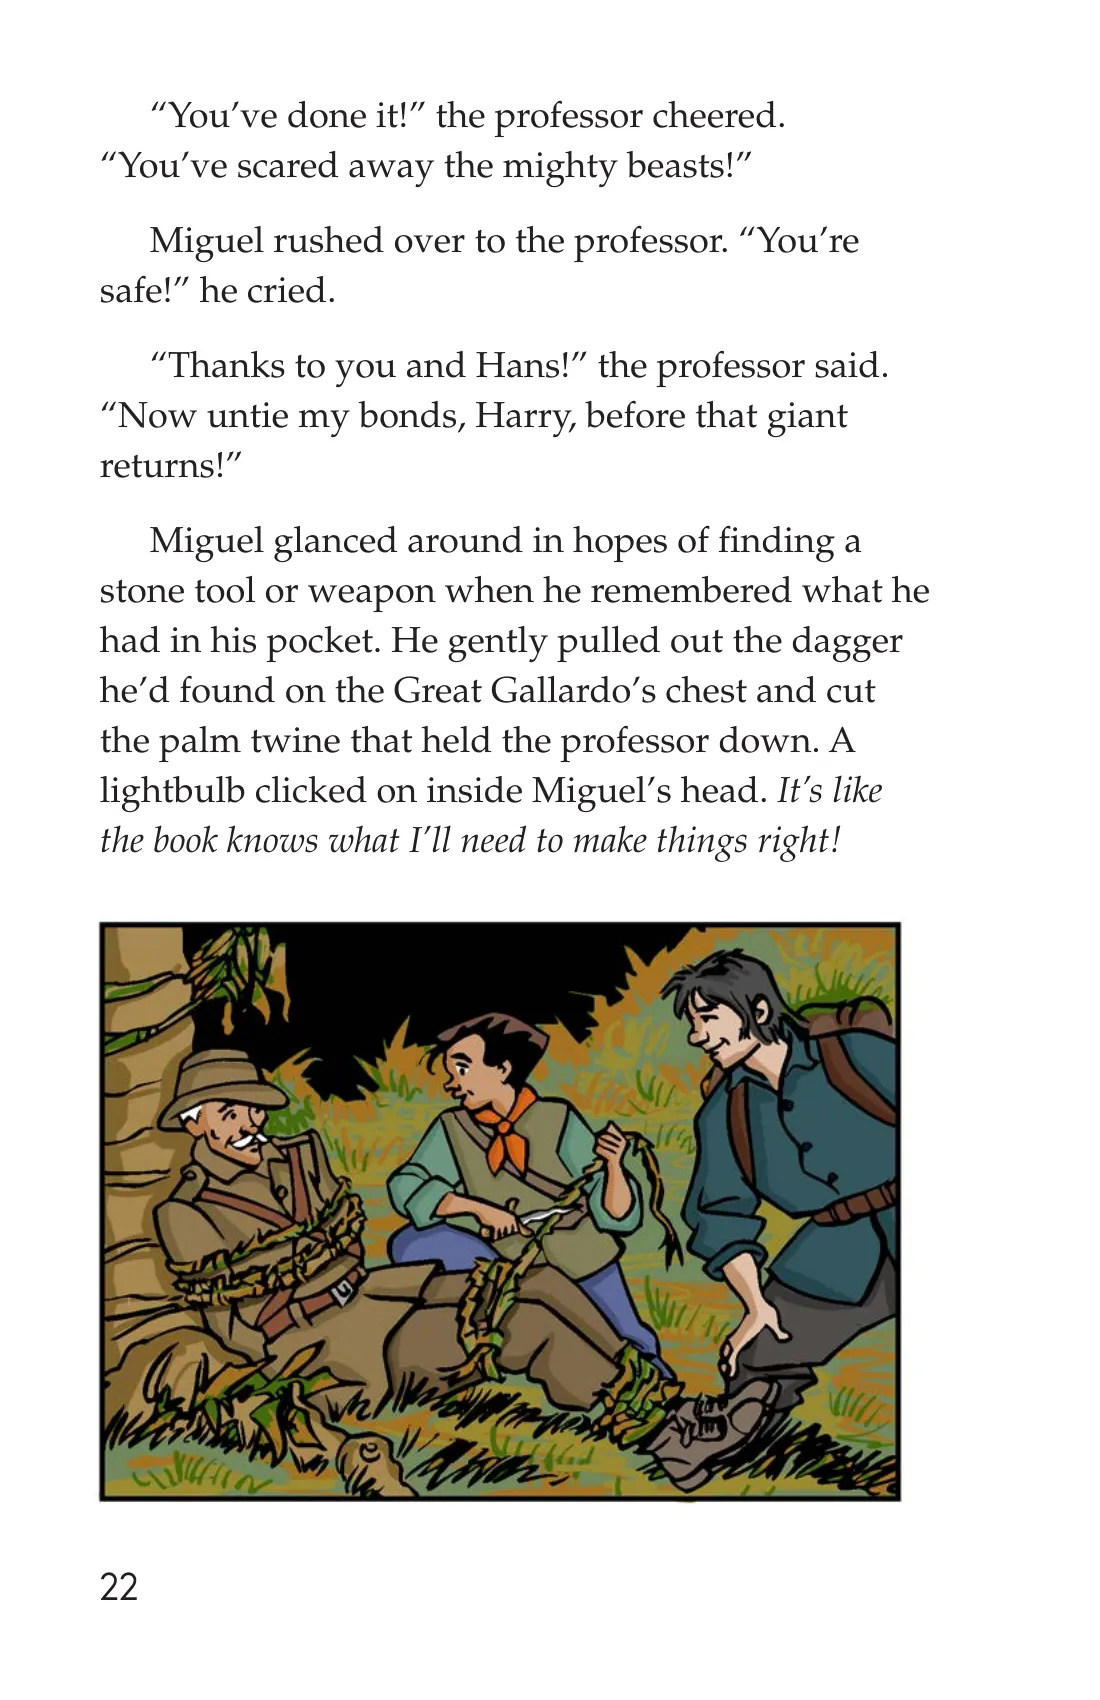 “You’ve done it!” the professor cheered.
“You’ve scared away the mighty beasts!”
Miguel rushed over to the professor. “You’re
safe!” he cried.
“Thanks to you and Hans!” the professor said.
“Now untie my bonds, Harry, before that giant
returns!”
Miguel glanced around in hopes of finding a
stone tool or weapon when he remembered what he
had in his pocket. He gently pulled out the dagger
he’d found on the Great Gallardo’s chest and cut
the palm twine that held the professor down. A
lightbulb clicked on inside Miguel’s head. It’s like
the book knows what I’ll need to make things right!
22